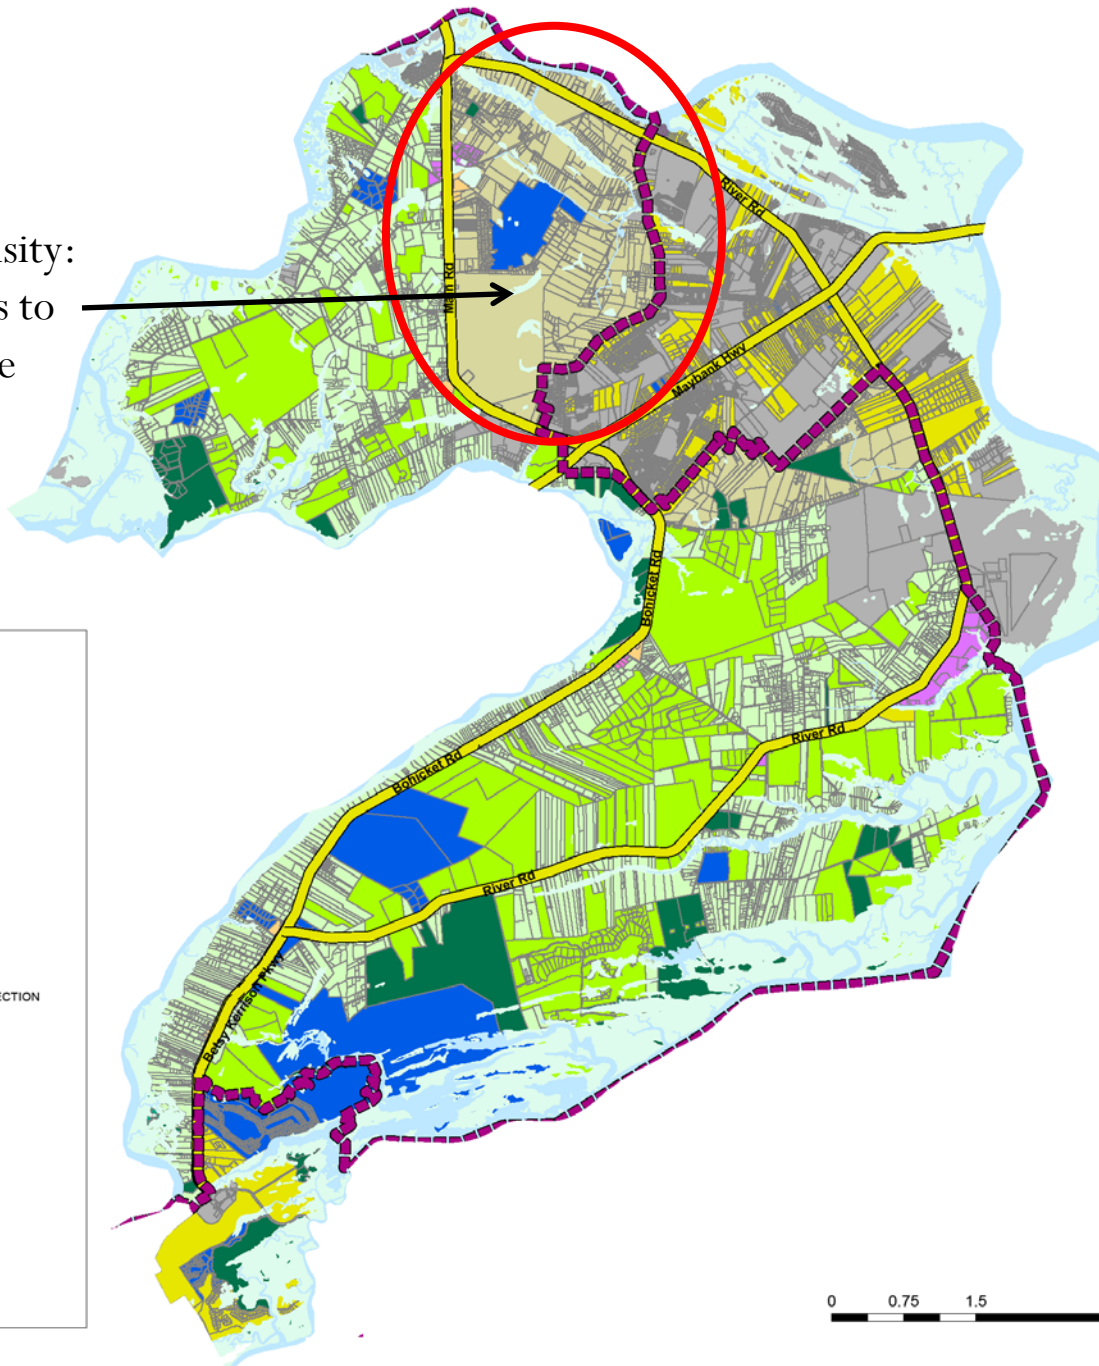 sity:
s to
e
Main Rd
River Rd
Maybank Hwy
Bohicket Rd
River Rd
Bohicket Rd
River Rd
Betsy Kerrison Pkwy
ECTION
0 0.75 1.5